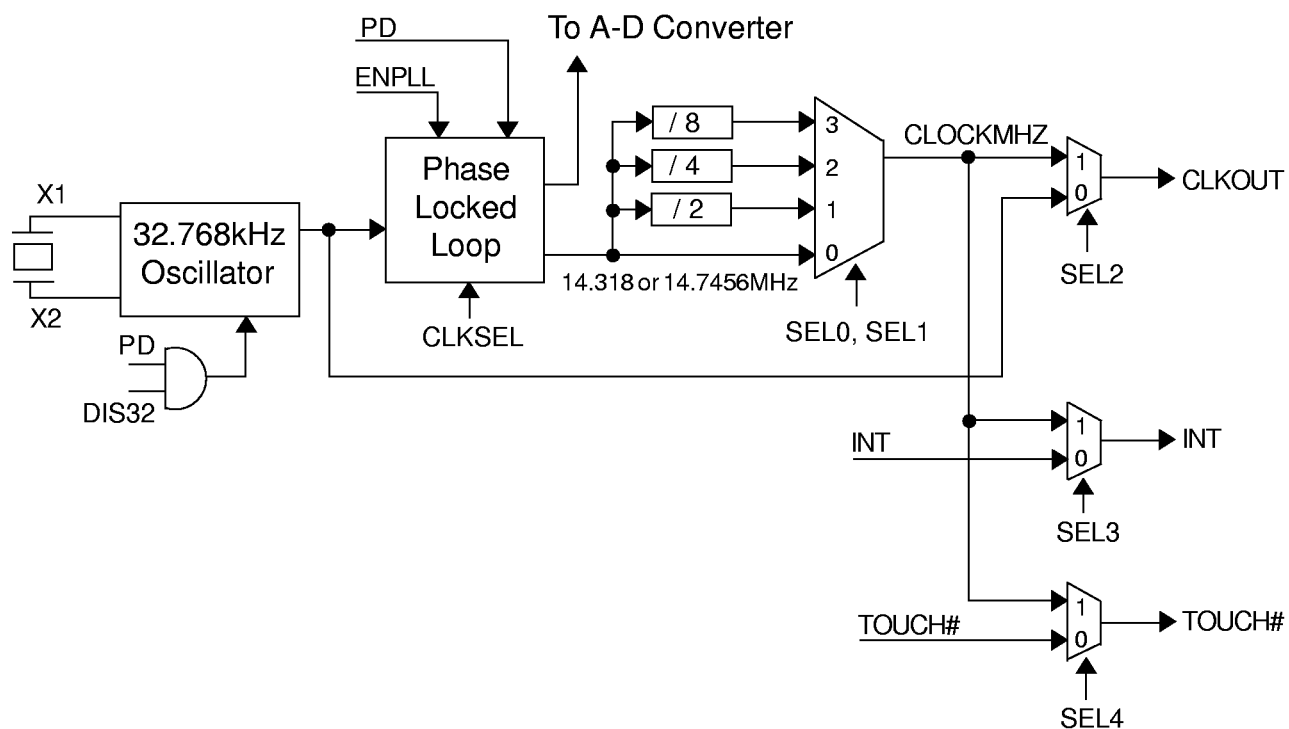 PD
To A-D Converter
ENPLL
/ 8
3
CLOCKMHZ
1
Phase
Locked
Loop
/ 4
2
CLKOUT
X1
0
/ 2
1
32.768kHz
Oscillator
0
SEL2
14.318 or 14.7456MHz
X2
CLKSEL
SEL0, SEL1
PD
DIS32
1
INT
INT
0
SEL3
1
TOUCH#
TOUCH#
0
SEL4